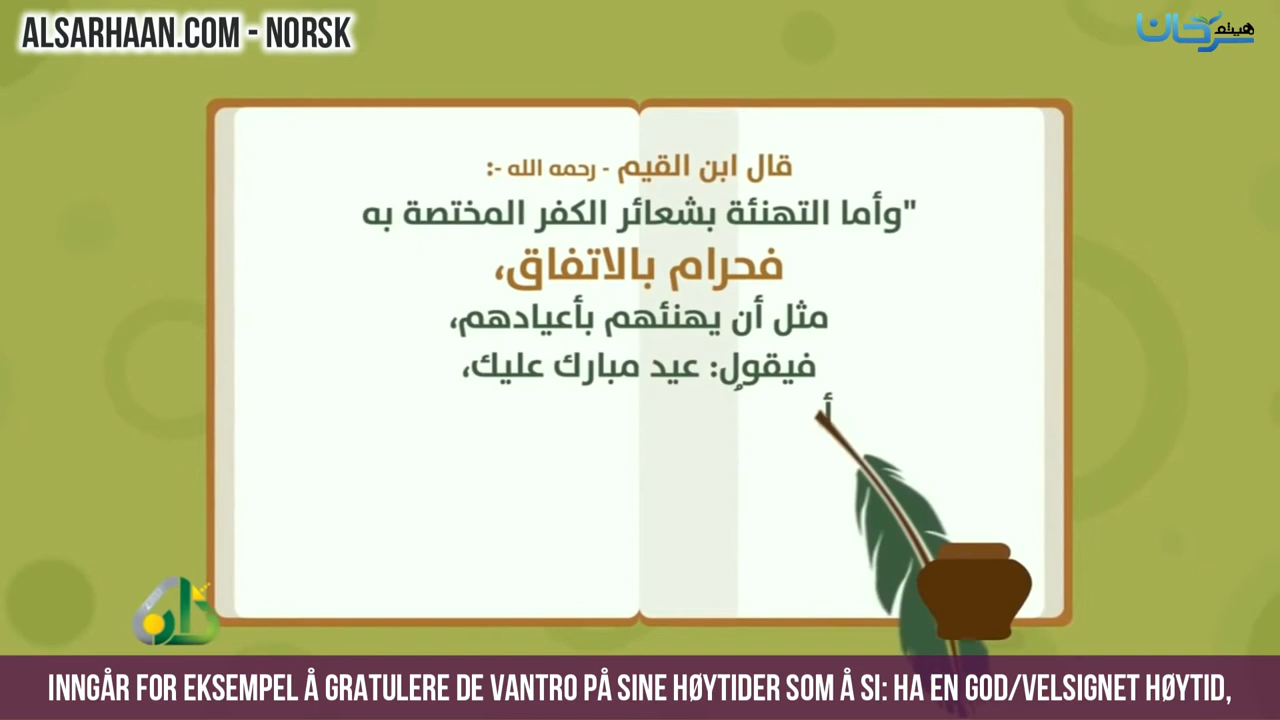 ALSARHAAN.COM - NORSK
هيثم سرحان
قال ابن القيم - رحمه الله -:
"وأما التهنئة بشعائر الكفر المختصة به
فحرام بالاتفاق،
مثل أن يهنئهم بأعيادهم،
فيقولٍ: عيد مبارك عليك،
أ
INNGÅR FOR EKSEMPEL Å GRATULERE DE VANTRO PÅ SINE HØYTIDER SOM Å SI: HA EN GOD/VELSIGNET HØYTID,